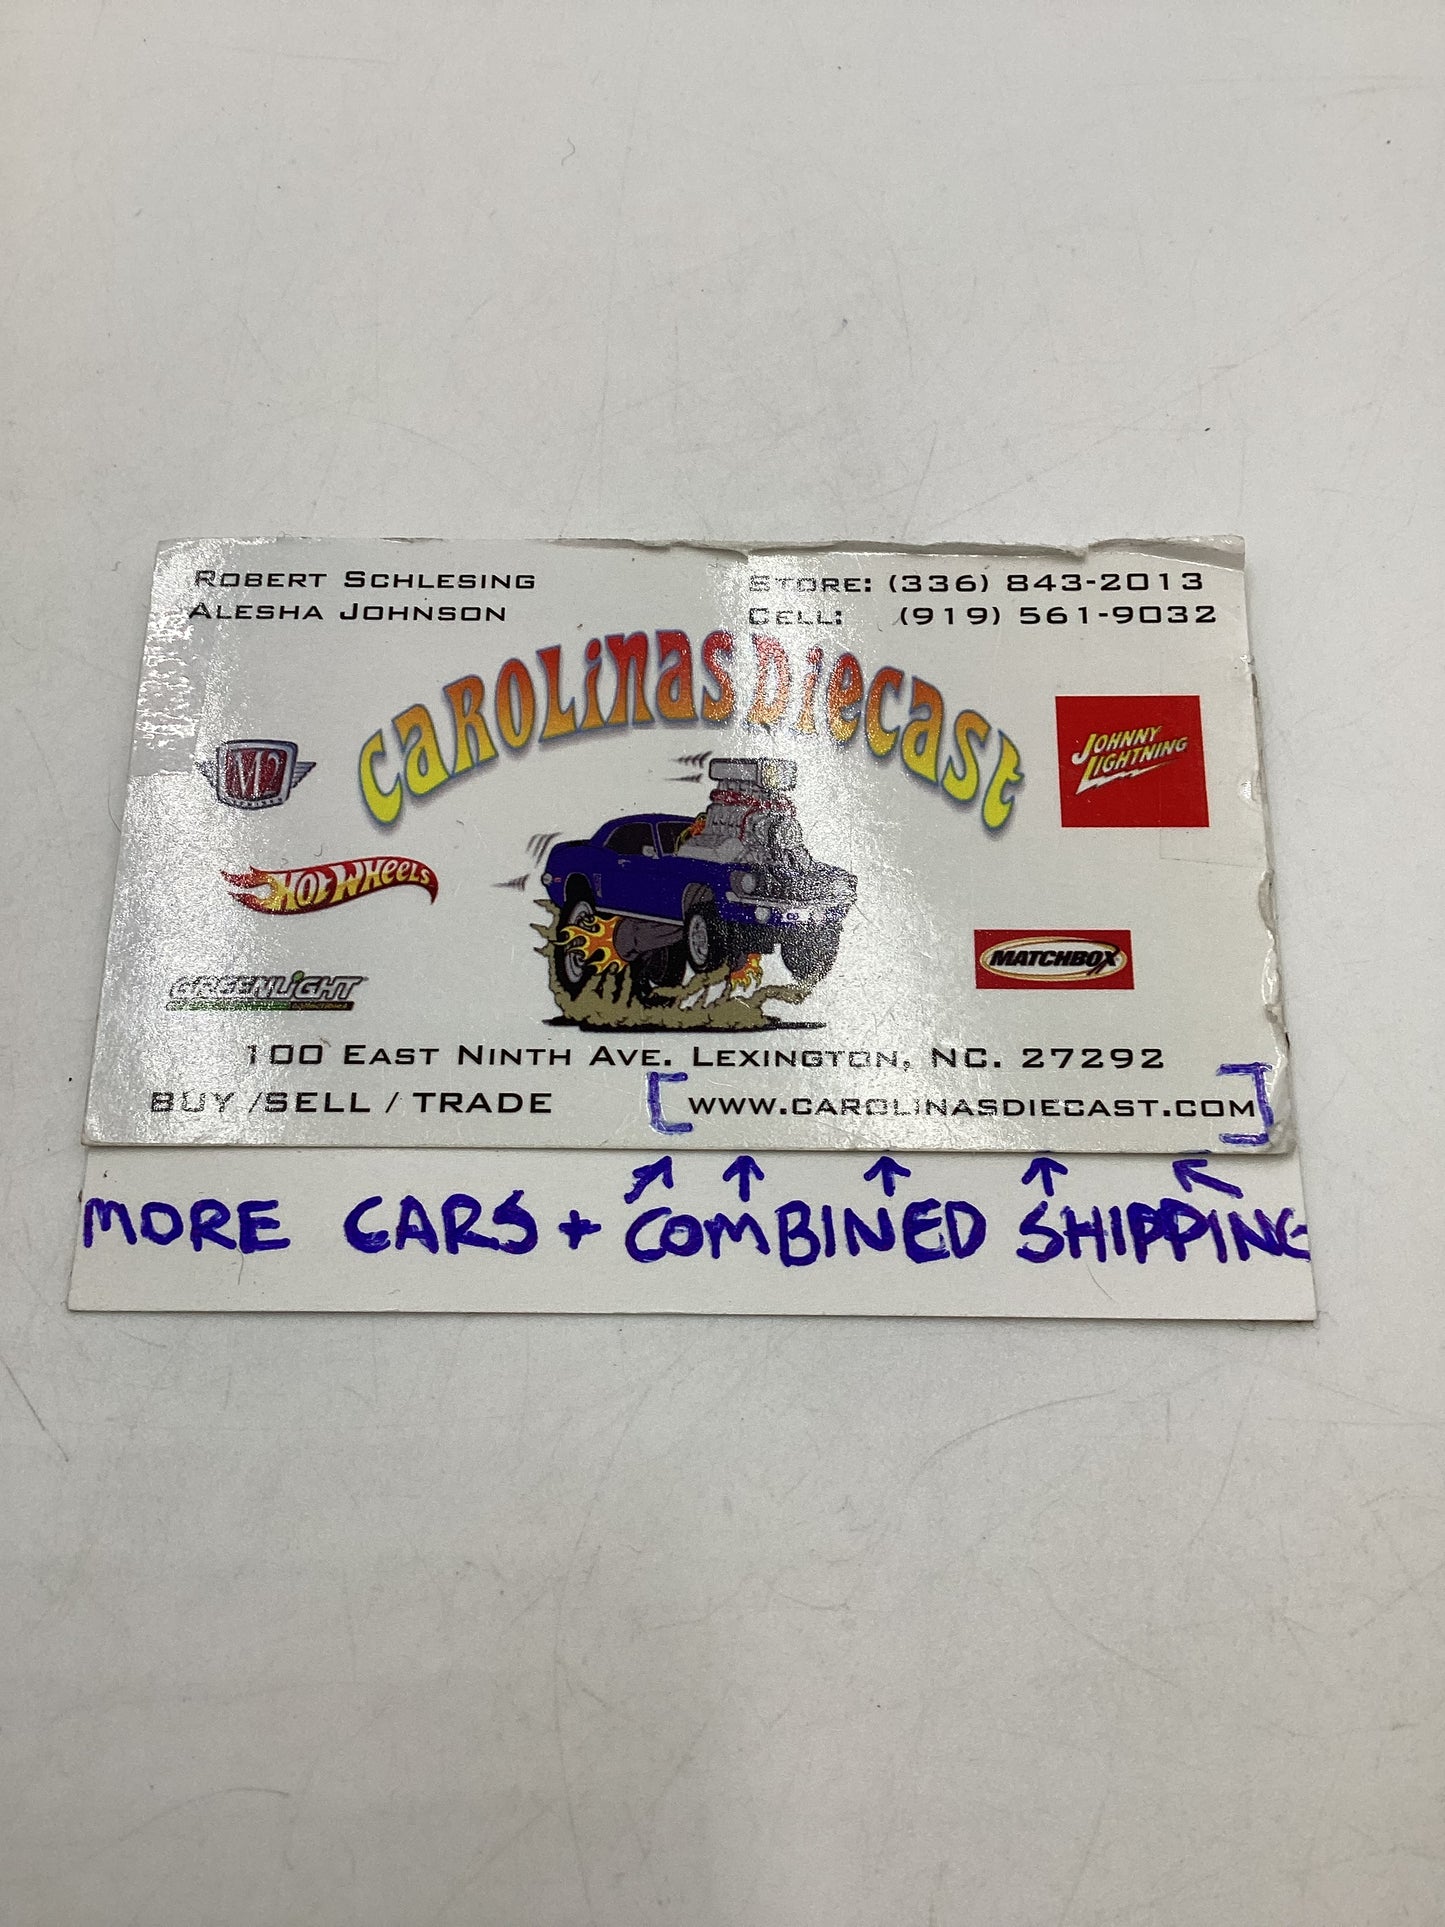 ROBERT SCHLESING
ALESHA JOHNSON
STORE: (336) 843-2013
CELL: (919) 561-9032
CAROLINAS DIECAST
M2
JOHNNY LIGHTNING
HOT WHEELS
MATCHBOX
GREENLIGHT
100 EAST NINTH AVE. LEXINGTON, NC. 27292
BUY /SELL / TRADE [WWW.CAROLINASDIECAST.COM]
MORE CARS + COMBINED SHIPPING